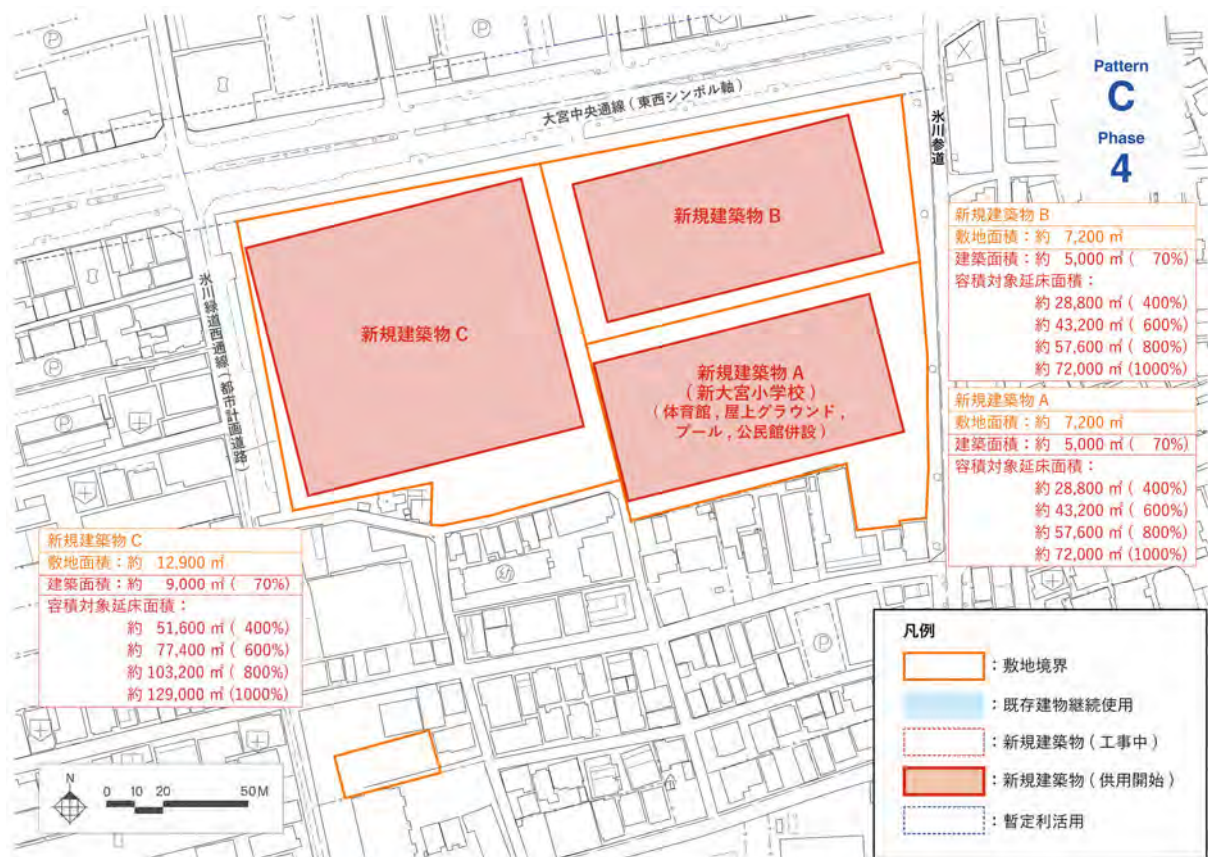 大宮中央通線（東西シンボル軸）
氷川参道
Pattern
C
Phase
4
新規建築物 B
新規建築物 C
新規建築物 A
（新大宮小学校）
（体育館，屋上グラウンド，
プール，公民館併設）
氷川緑道西通線（都市計画道路）
新規建築物 B
敷地面積：約 7,200 ㎡
建築面積：約 5,000 ㎡ ( 70%)
容積対象延床面積：
約 28,800 ㎡ ( 400%)
約 43,200 ㎡ ( 600%)
約 57,600 ㎡ ( 800%)
約 72,000 ㎡ (1000%)
新規建築物 A
敷地面積：約 7,200 ㎡
建築面積：約 5,000 ㎡ ( 70%)
容積対象延床面積：
約 28,800 ㎡ ( 400%)
約 43,200 ㎡ ( 600%)
約 57,600 ㎡ ( 800%)
約 72,000 ㎡ (1000%)
新規建築物 C
敷地面積：約 12,900 ㎡
建築面積：約 9,000 ㎡ ( 70%)
容積対象延床面積：
約 51,600 ㎡ ( 400%)
約 77,400 ㎡ ( 600%)
約 103,200 ㎡ ( 800%)
約 129,000 ㎡ (1000%)
凡例
：敷地境界
：既存建物継続使用
：新規建築物（工事中）
：新規建築物（供用開始）
：暫定利活用
N
0 10 20 50M
P
P
P
P
P